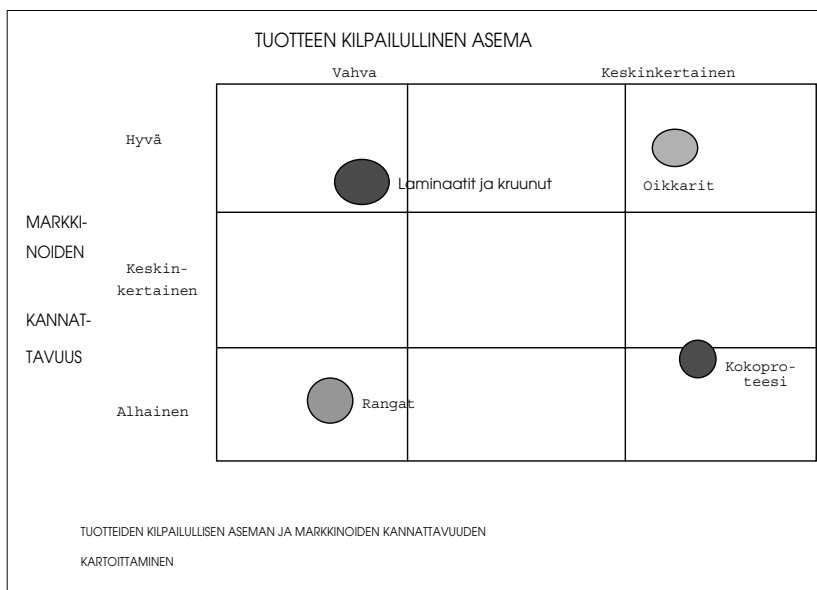 TUOTTEEN KILPAILULLINEN ASEMA
Vahva
Keskinkertainen
Hyvä
Laminaatit ja kruunut
Oikkarit
MARKKI-
NOIDEN
Keskin-
kertainen
KANNAT-
TAVUUS
Kokopro-
teesi
Alhainen
Rangat
TUOTTEIDEN KILPAILULLISEN ASEMAN JA MARKKINOIDEN KANNATTAVUUDEN
KARTOITTAMINEN